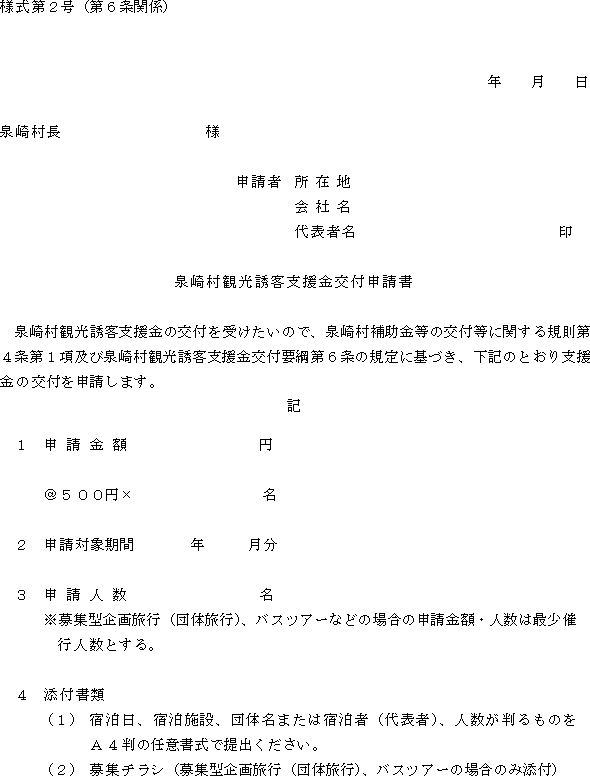 様式第２号（第６条関係）
年　　月　　日
泉崎村長　　　　　　　　　様
申請者　所 在 地
会 社 名
代表者名　　　　　　　　　　　　　印
泉崎村観光誘客支援金交付申請書
泉崎村観光誘客支援金の交付を受けたいので、泉崎村補助金等の交付等に関する規則第
４条第１項及び泉崎村観光誘客支援金交付要綱第６条の規定に基づき、下記のとおり支援
金の交付を申請します。
記
１　申 請 金 額　　　　　　　　円
＠５００円×　　　　　　　　名
２　申請対象期間　　　　年　　　月分
３　申 請 人 数　　　　　　　　名
※募集型企画旅行（団体旅行）、バスツアーなどの場合の申請金額・人数は最少催
行人数とする。
４　添付書類
（１）宿泊日、宿泊施設、団体名または宿泊者（代表者）、人数が判るものを
Ａ４判の任意書式で提出ください。
（２）募集チラシ（募集型企画旅行（団体旅行）、バスツアーの場合のみ添付）